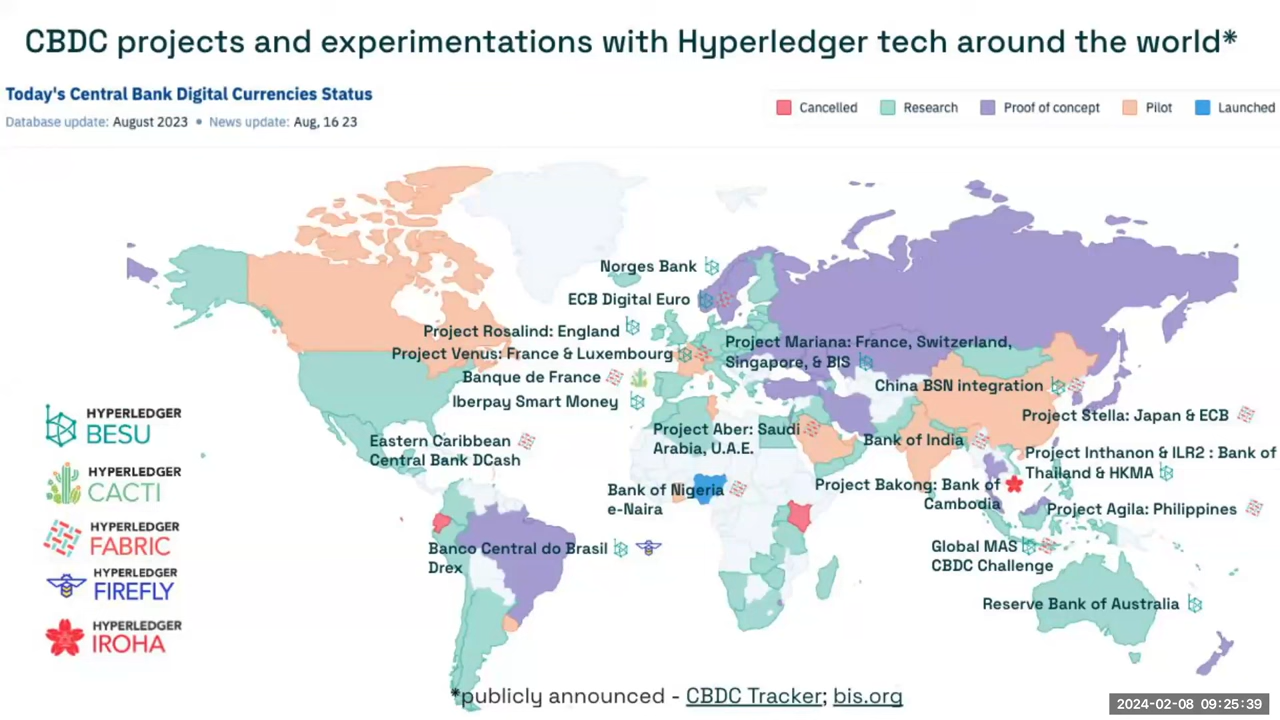 CBDC projects and experimentations with Hyperledger tech around the world*
Today's Central Bank Digital Currencies Status
Database update: August 2023 • News update: Aug, 16 23
Cancelled
Research
Proof of concept
Pilot
Launched
Norges Bank
ECB Digital Euro
Project Rosalind: England
Project Venus: France & Luxembourg
Banque de France
Iberpay Smart Money
Project Mariana: France, Switzerland,
Singapore, & BIS
China BSN integration
Project Stella: Japan & ECB
Eastern Caribbean
Central Bank DCash
Project Aber: Saudi
Arabia, U.A.E.
Bank of India
Project Inthanon & ILR2 : Bank of
Thailand & HKMA
Bank of Nigeria
e-Naira
Project Bakong: Bank of
Cambodia
Project Agila: Philippines
Banco Central do Brasil
Drex
Global MAS
CBDC Challenge
Reserve Bank of Australia
HYPERLEDGER
BESU
HYPERLEDGER
CACTI
HYPERLEDGER
FABRIC
HYPERLEDGER
FIREFLY
HYPERLEDGER
IROHA
*publicly announced - CBDC Tracker; bis.org
2024-02-08 09:25:39